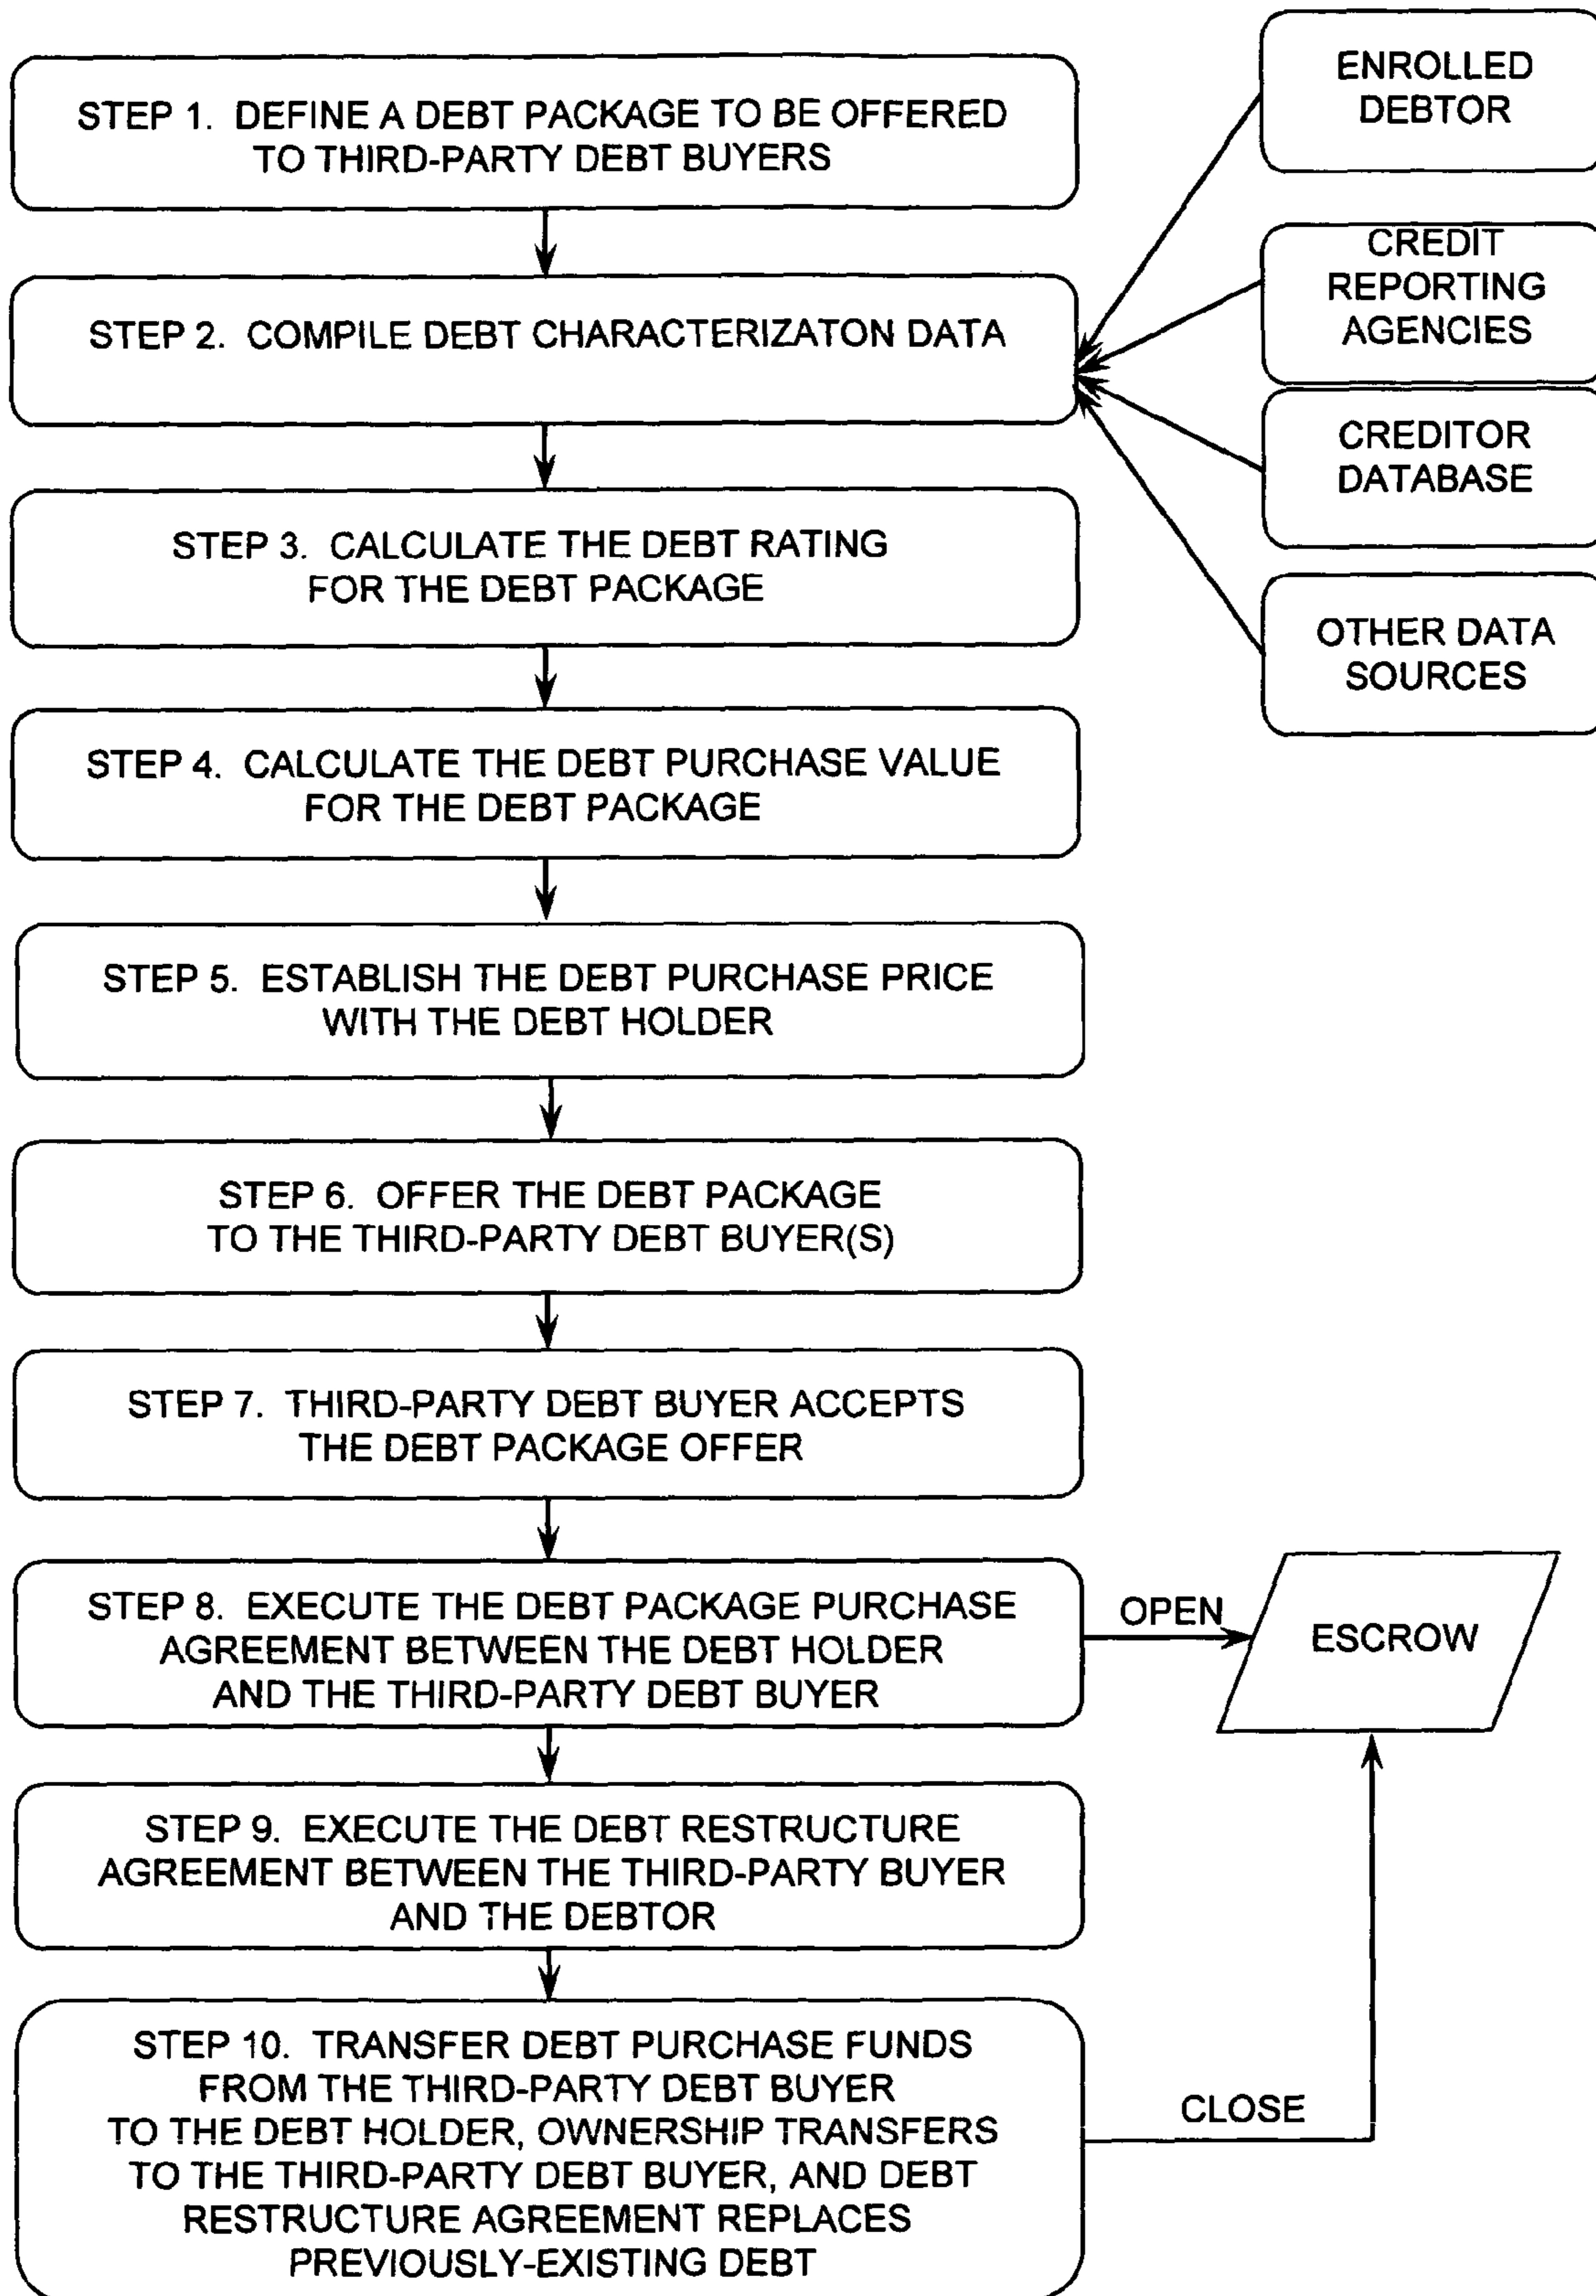 STEP 1. DEFINE A DEBT PACKAGE TO BE OFFERED
TO THIRD-PARTY DEBT BUYERS
ENROLLED
DEBTOR
STEP 2. COMPILE DEBT CHARACTERIZATON DATA
CREDIT
REPORTING
AGENCIES
CREDITOR
DATABASE
OTHER DATA
SOURCES
STEP 3. CALCULATE THE DEBT RATING
FOR THE DEBT PACKAGE
STEP 4. CALCULATE THE DEBT PURCHASE VALUE
FOR THE DEBT PACKAGE
STEP 5. ESTABLISH THE DEBT PURCHASE PRICE
WITH THE DEBT HOLDER
STEP 6. OFFER THE DEBT PACKAGE
TO THE THIRD-PARTY DEBT BUYER(S)
STEP 7. THIRD-PARTY DEBT BUYER ACCEPTS
THE DEBT PACKAGE OFFER
STEP 8. EXECUTE THE DEBT PACKAGE PURCHASE
AGREEMENT BETWEEN THE DEBT HOLDER
AND THE THIRD-PARTY DEBT BUYER
OPEN
ESCROW
STEP 9. EXECUTE THE DEBT RESTRUCTURE
AGREEMENT BETWEEN THE THIRD-PARTY BUYER
AND THE DEBTOR
STEP 10. TRANSFER DEBT PURCHASE FUNDS
FROM THE THIRD-PARTY DEBT BUYER
TO THE DEBT HOLDER, OWNERSHIP TRANSFERS
TO THE THIRD-PARTY DEBT BUYER, AND DEBT
RESTRUCTURE AGREEMENT REPLACES
PREVIOUSLY-EXISTING DEBT
CLOSE